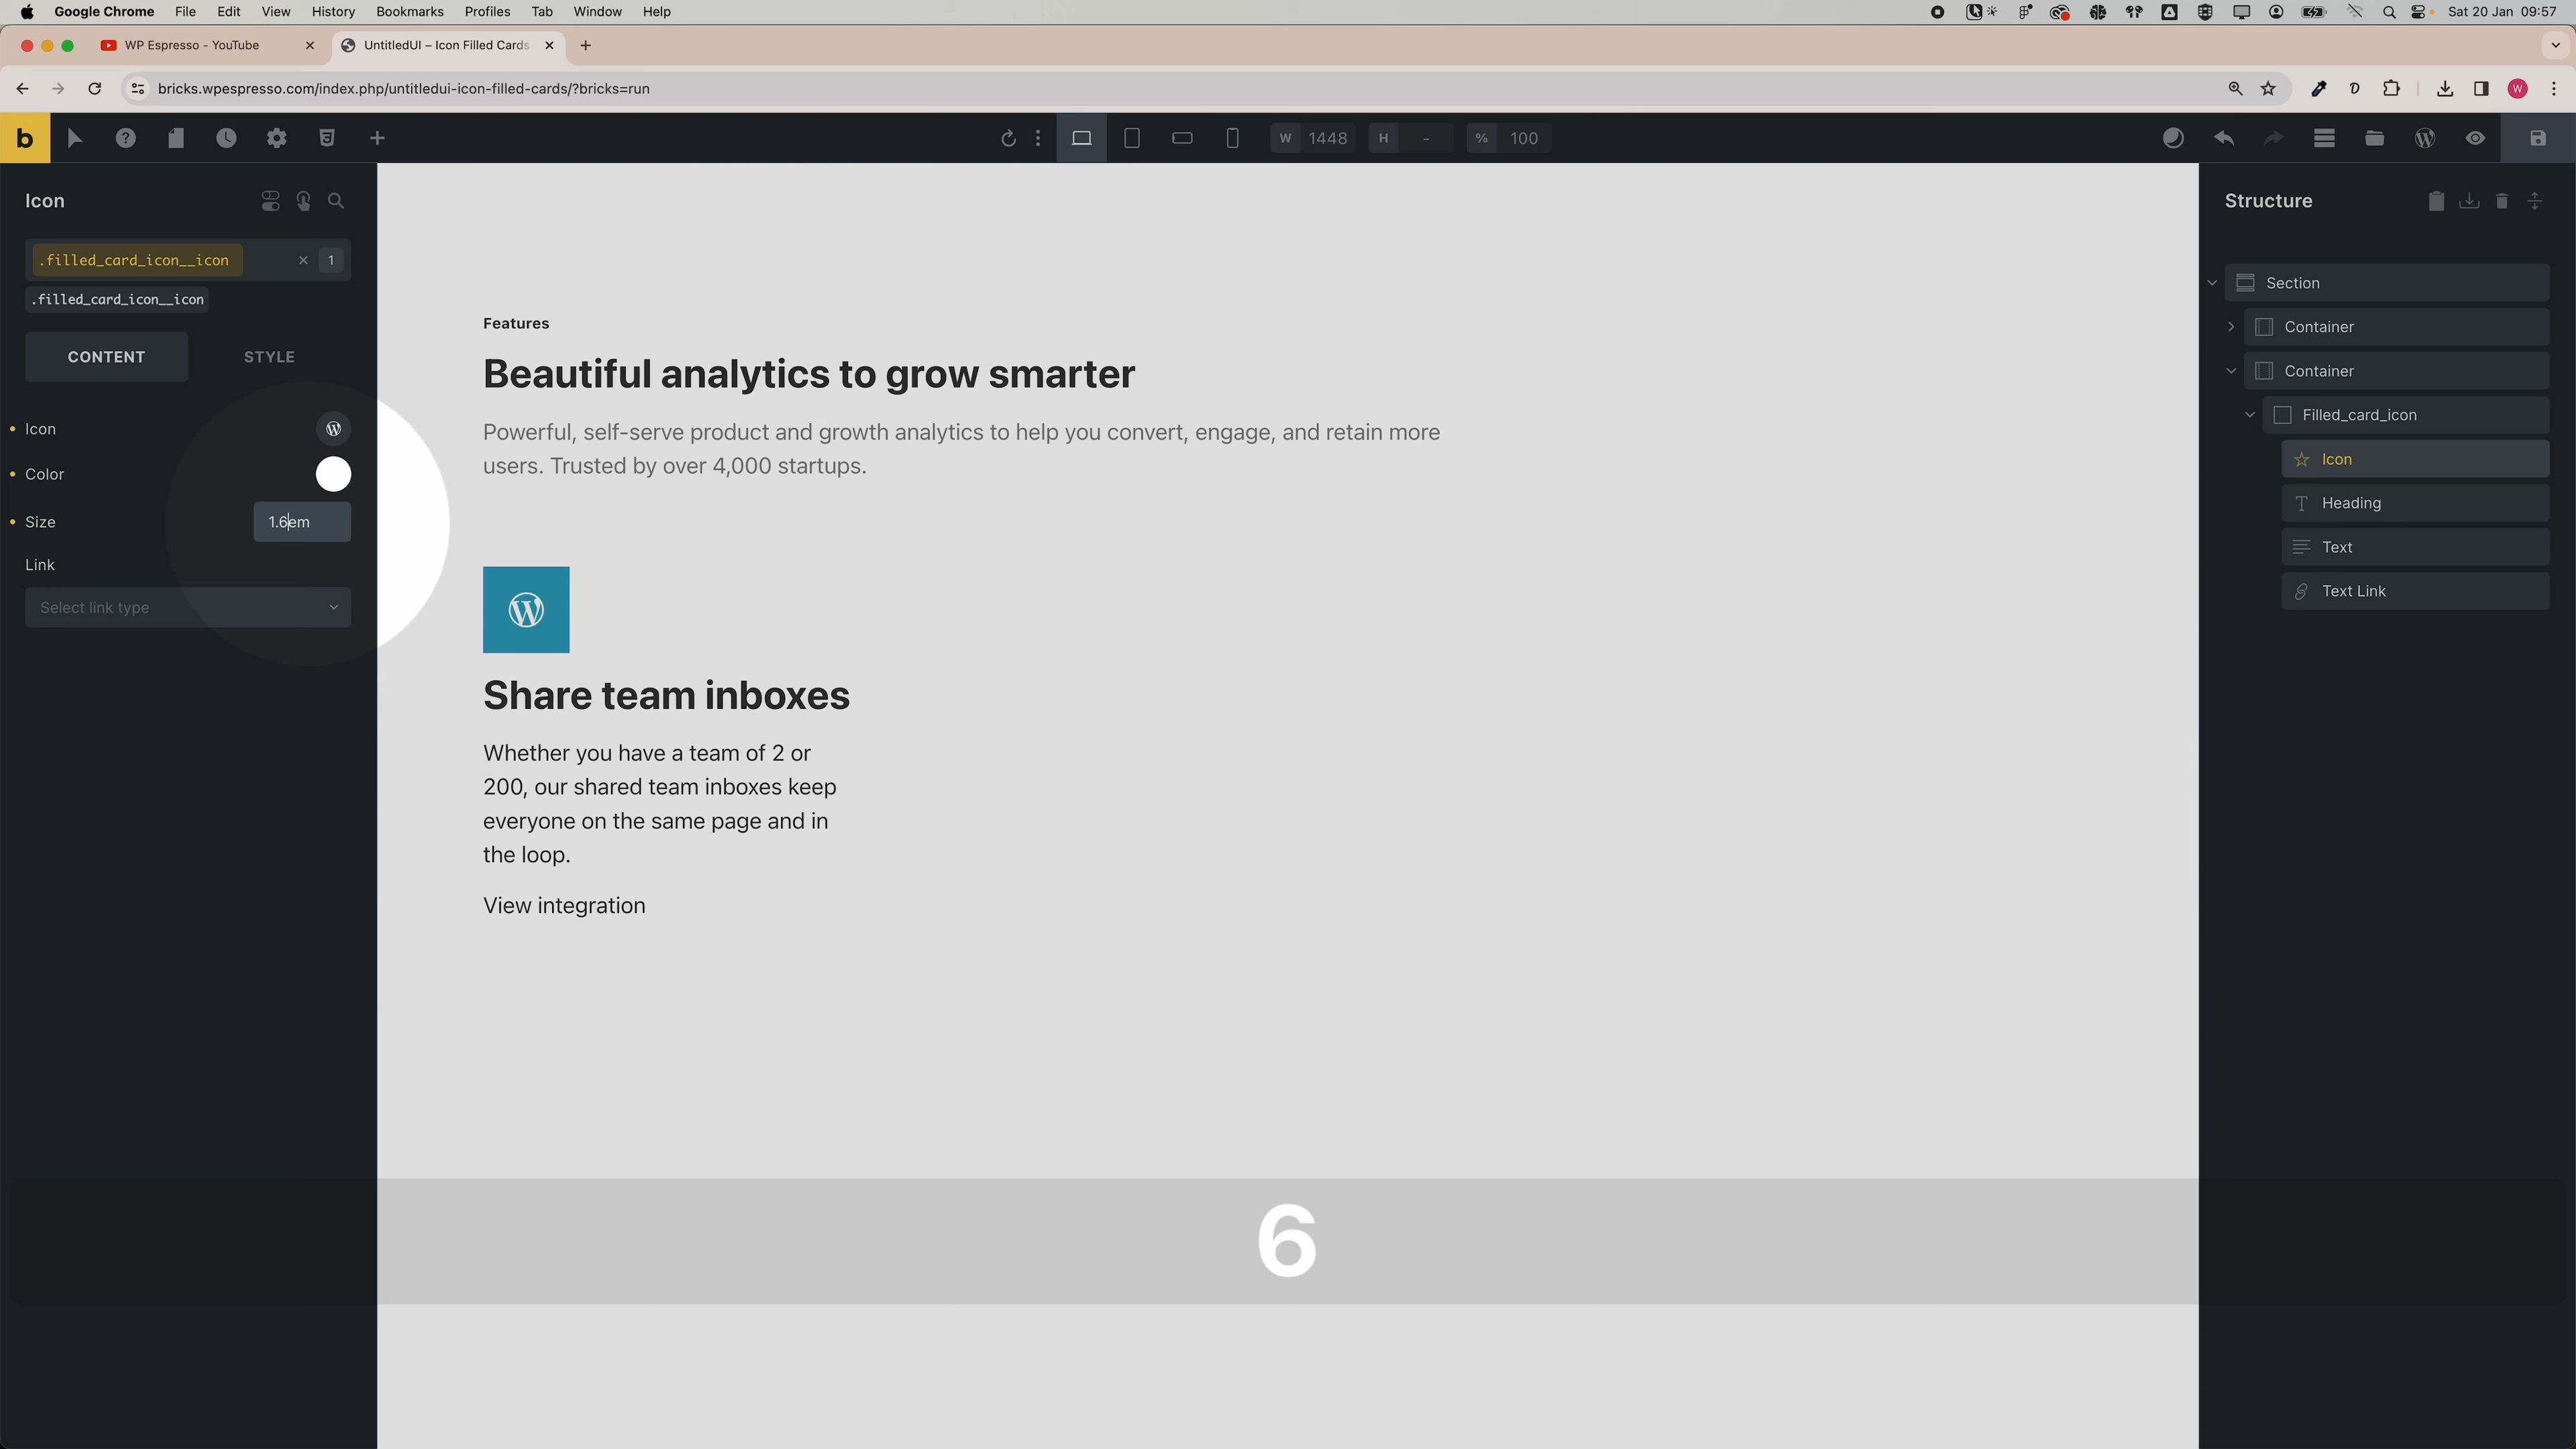 Google Chrome File Edit View History Bookmarks Profiles Tab Window Help Sat 20 Jan 09:57
WP Espresso - YouTube UntitledUI – Icon Filled Cards
bricks.wpespresso.com/index.php/untitledui-icon-filled-cards/?bricks=run W
b W 1448 H - % 100
Icon
.filled_card_icon__icon × 1
.filled_card_icon__icon
CONTENT STYLE
Icon
Color
Size 1.6em
Link
Select link type
Features
Beautiful analytics to grow smarter
Powerful, self-serve product and growth analytics to help you convert, engage, and retain more
users. Trusted by over 4,000 startups.
Share team inboxes
Whether you have a team of 2 or
200, our shared team inboxes keep
everyone on the same page and in
the loop.
View integration
6
Structure
Section
Container
Container
Filled_card_icon
Icon
Heading
Text
Text Link